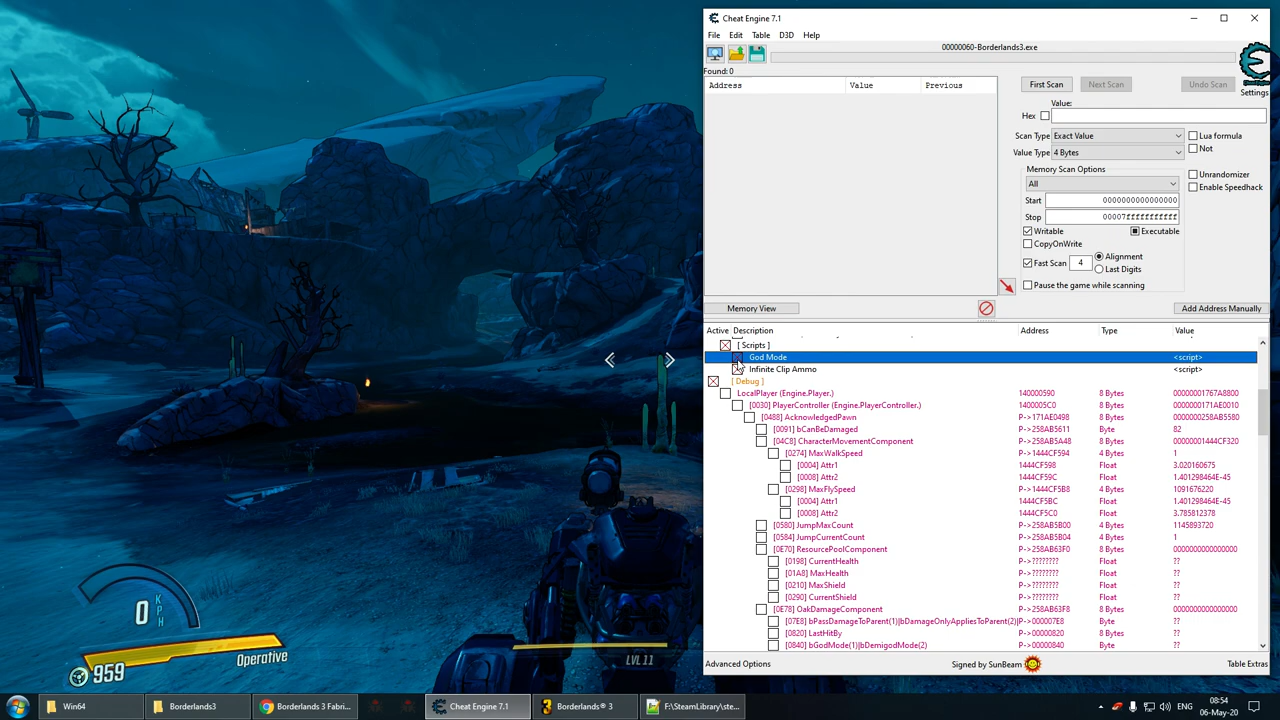 Cheat Engine 7.1
File Edit Table D3D Help
00000060-Borderlands3.exe
Found: 0
Address Value Previous
First Scan Next Scan Undo Scan
Settings
Value:
Hex
Scan Type Exact Value
Lua formula
Not
Value Type 4 Bytes
Memory Scan Options
All
Unrandomizer
Enable Speedhack
Start 0000000000000000
Stop 00007fffffffffff
Writable Executable
CopyOnWrite
Fast Scan 4 Alignment
Last Digits
Pause the game while scanning
Memory View Add Address Manually
Active Description Address Type Value
[ Scripts ]
God Mode <script>
Infinite Clip Ammo <script>
[ Debug ]
LocalPlayer (Engine.Player.) 140000590 8 Bytes 00000001767A8800
[0030] PlayerController (Engine.PlayerController.) 1400005C0 8 Bytes 0000000171AE0010
[0488] AcknowledgedPawn P->171AE0498 8 Bytes 0000000258AB5580
[0091] bCanBeDamaged P->258AB5611 Byte 82
[04C8] CharacterMovementComponent P->258AB5A48 8 Bytes 00000001444CF320
[0274] MaxWalkSpeed P->1444CF594 4 Bytes 1
[0004] Attr1 1444CF598 Float 3.020160675
[0008] Attr2 1444CF59C Float 1.401298464E-45
[0298] MaxFlySpeed P->1444CF5B8 4 Bytes 1091676220
[0004] Attr1 1444CF5BC Float 1.401298464E-45
[0008] Attr2 1444CF5C0 Float 3.785812378
[0580] JumpMaxCount P->258AB5B00 4 Bytes 1145893720
[0584] JumpCurrentCount P->258AB5B04 4 Bytes 1
[0E70] ResourcePoolComponent P->258AB63F0 8 Bytes 0000000000000000
[0198] CurrentHealth P->???????? Float ??
[01A8] MaxHealth P->???????? Float ??
[0210] MaxShield P->???????? Float ??
[0290] CurrentShield P->???????? Float ??
[0E78] OakDamageComponent P->258AB63F8 8 Bytes 0000000000000000
[07E8] bPassDamageToParent(1)|bDamageOnlyAppliesToParent(2)| P->000007E8 Byte ??
[0820] LastHitBy P->00000820 8 Bytes ??
[0840] bGodMode(1)|bDemigodMode(2) P->00000840 Byte ??
Advanced Options Signed by SunBeam Table Extras
0 KPH
959 Operative
LVL 11
Win64 Borderlands3 Borderlands 3 Fabri... Cheat Engine 7.1 Borderlands® 3 F:\SteamLibrary\ste... ENG 08:54
06-May-20